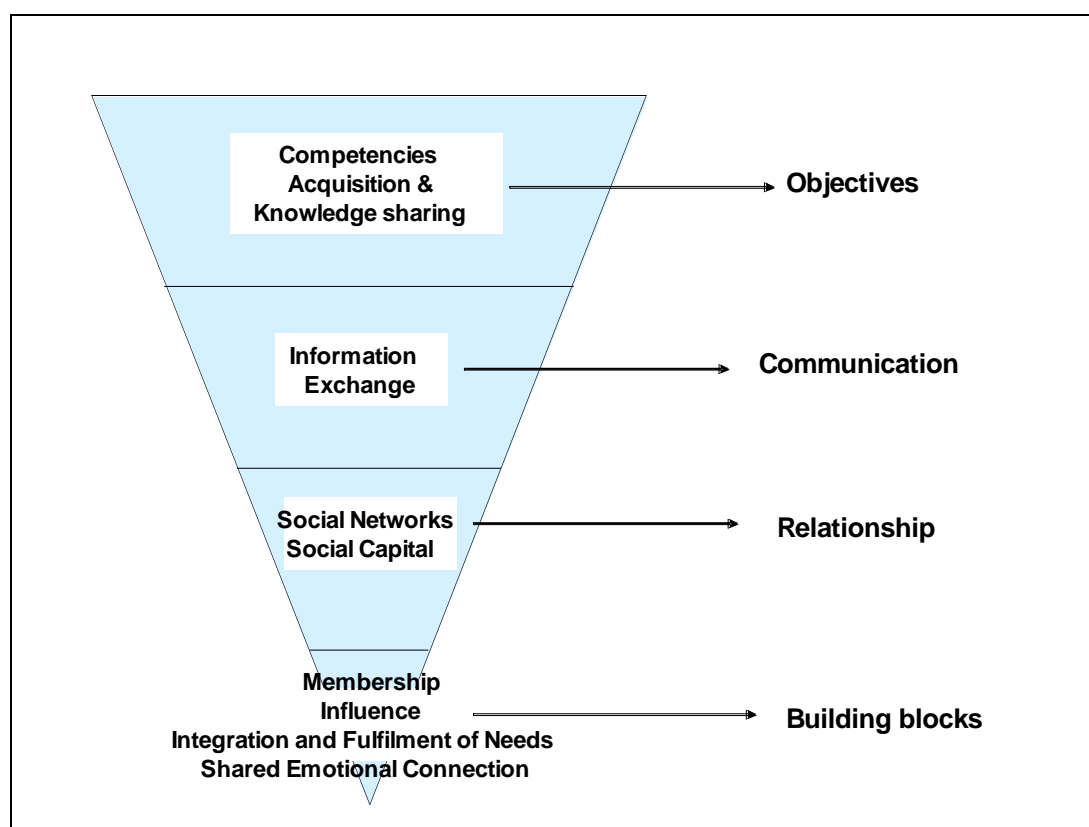 Competencies
Acquisition &
Knowledge sharing
Objectives
Information
Exchange
Communication
Social Networks
Social Capital
Relationship
Membership
Influence
Integration and Fulfilment of Needs
Shared Emotional Connection
Building blocks